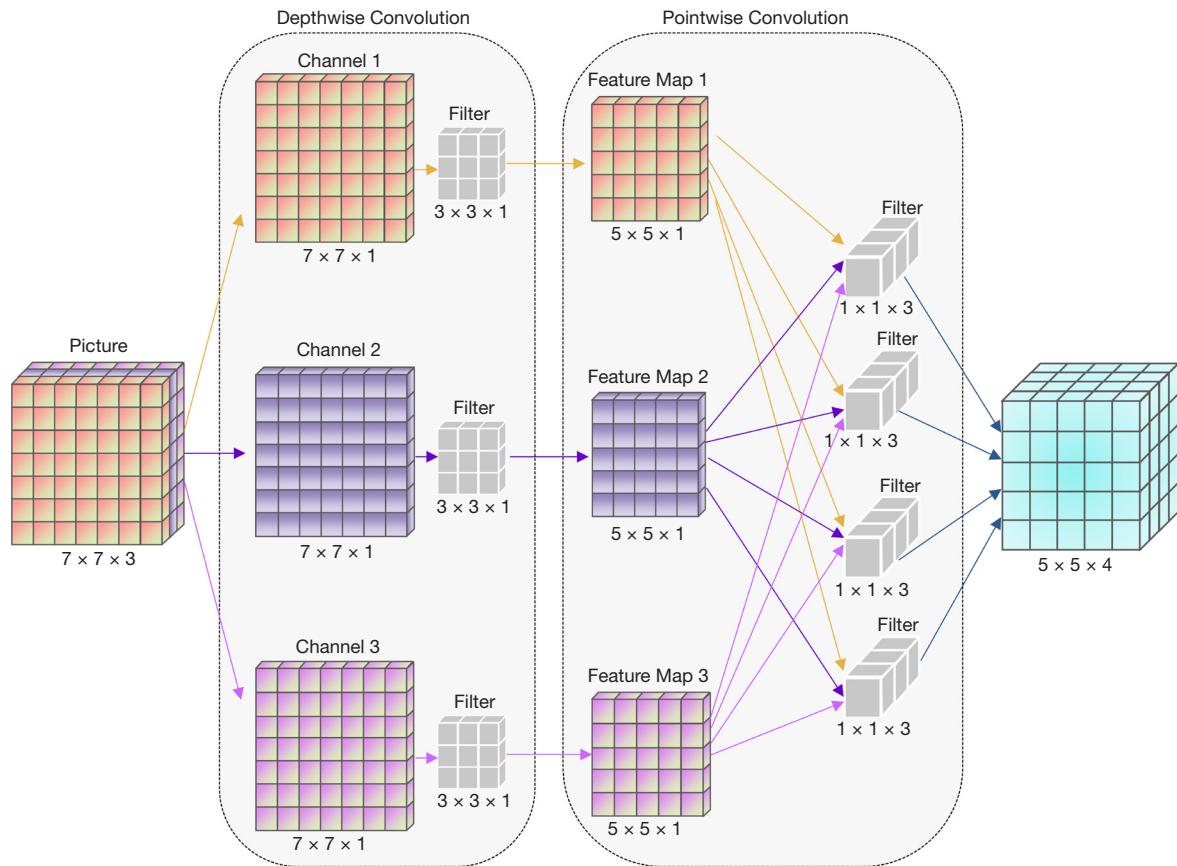 Depthwise Convolution
Pointwise Convolution
Channel 1
Filter
3 × 3 × 1
7 × 7 × 1
Feature Map 1
5 × 5 × 1
Filter
1 × 1 × 3
Picture
7 × 7 × 3
Channel 2
Filter
3 × 3 × 1
7 × 7 × 1
Feature Map 2
5 × 5 × 1
Filter
1 × 1 × 3
Filter
1 × 1 × 3
5 × 5 × 4
Channel 3
Filter
3 × 3 × 1
7 × 7 × 1
Feature Map 3
5 × 5 × 1
Filter
1 × 1 × 3